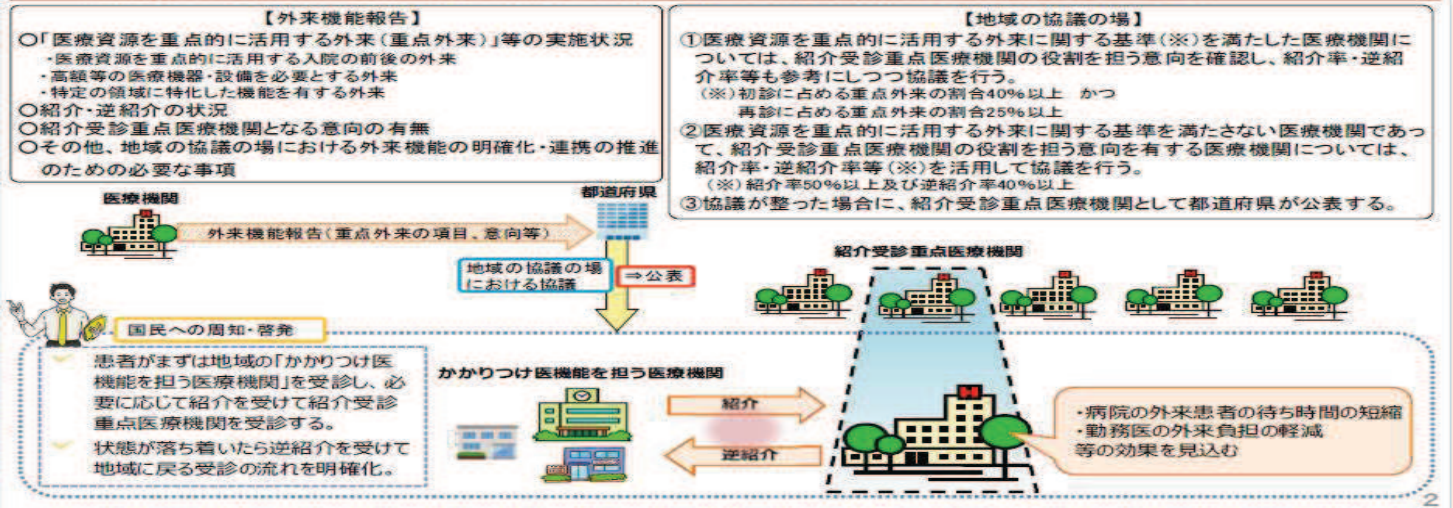 【外来機能報告】
○「医療資源を重点的に活用する外来(重点外来)」等の実施状況
・医療資源を重点的に活用する入院の前後の外来
・高額等の医療機器・設備を必要とする外来
・特定の領域に特化した機能を有する外来
○紹介・逆紹介の状況
○紹介受診重点医療機関となる意向の有無
○その他、地域の協議の場における外来機能の明確化・連携の推進
のための必要な事項
【地域の協議の場】
①医療資源を重点的に活用する外来に関する基準(※)を満たした医療機関に
ついては、紹介受診重点医療機関の役割を担う意向を確認し、紹介率・逆紹
介率等も参考にしつつ協議を行う。
(※)初診に占める重点外来の割合40%以上 かつ
再診に占める重点外来の割合25%以上
②医療資源を重点的に活用する外来に関する基準を満たさない医療機関であっ
て、紹介受診重点医療機関の役割を担う意向を有する医療機関については、
紹介率・逆紹介率等(※)を活用して協議を行う。
(※)紹介率50%以上及び逆紹介率40%以上
③協議が整った場合に、紹介受診重点医療機関として都道府県が公表する。
医療機関
都道府県
外来機能報告(重点外来の項目、意向等)
地域の協議の場
における協議
⇒公表
紹介受診重点医療機関
国民への周知・啓発
患者がまずは地域の「かかりつけ医
機能を担う医療機関」を受診し、必
要に応じて紹介を受けて紹介受診
重点医療機関を受診する。
状態が落ち着いたら逆紹介を受けて
地域に戻る受診の流れを明確化。
かかりつけ医機能を担う医療機関
紹介
逆紹介
・病院の外来患者の待ち時間の短縮
・勤務医の外来負担の軽減
等の効果を見込む
2